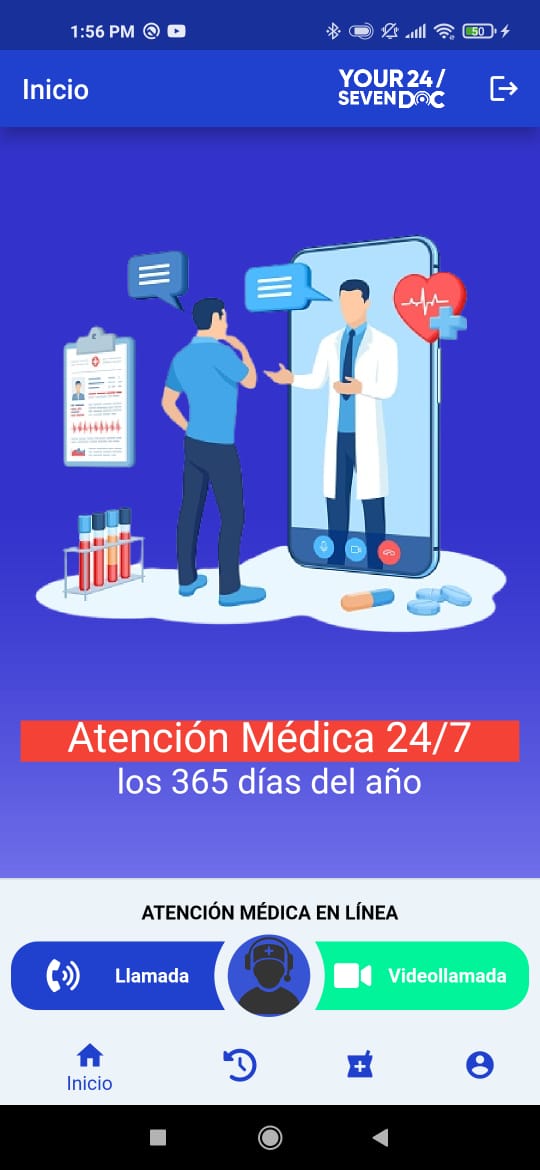 1:56 PM
50
Inicio
YOUR 24 /
SEVEN DOC
Atención Médica 24/7
los 365 días del año
ATENCIÓN MÉDICA EN LÍNEA
Llamada
Videollamada
Inicio